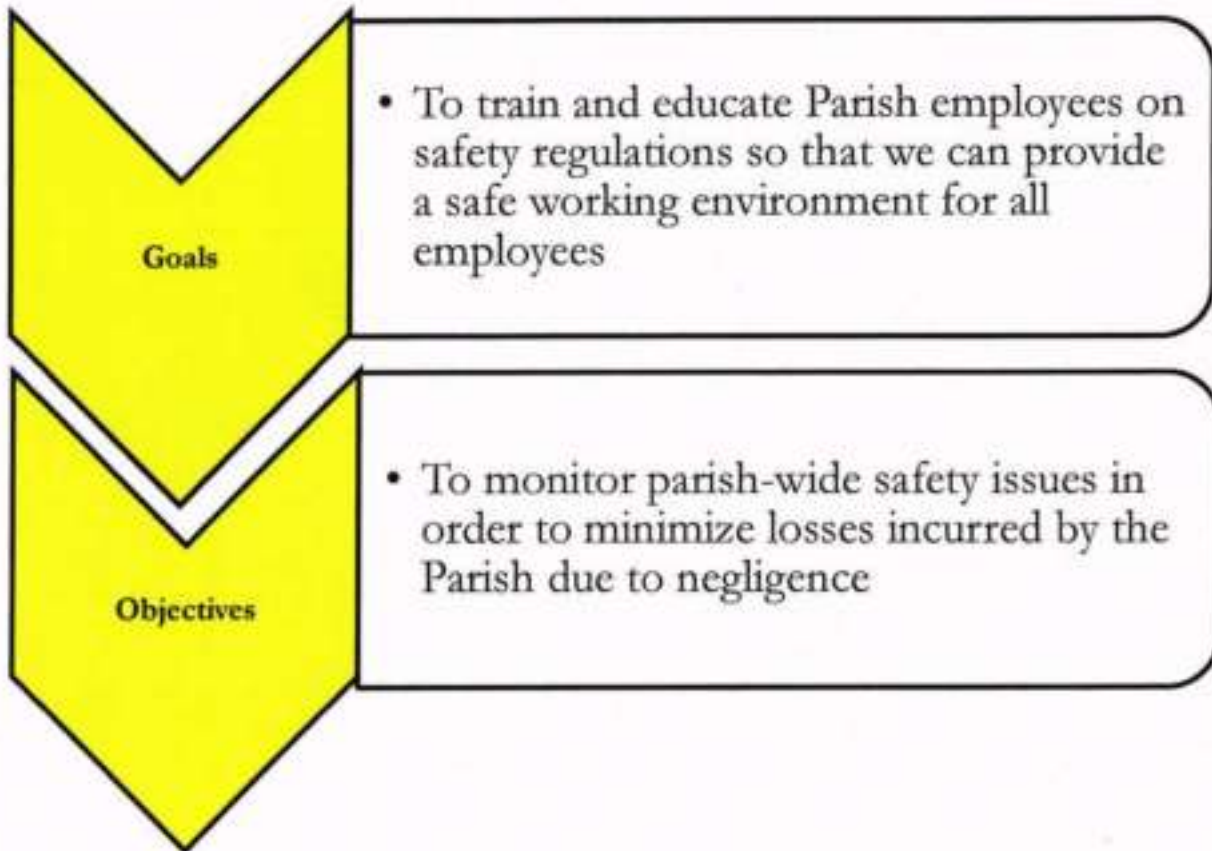 Goals
• To train and educate Parish employees on
safety regulations so that we can provide
a safe working environment for all
employees
Objectives
• To monitor parish-wide safety issues in
order to minimize losses incurred by the
Parish due to negligence